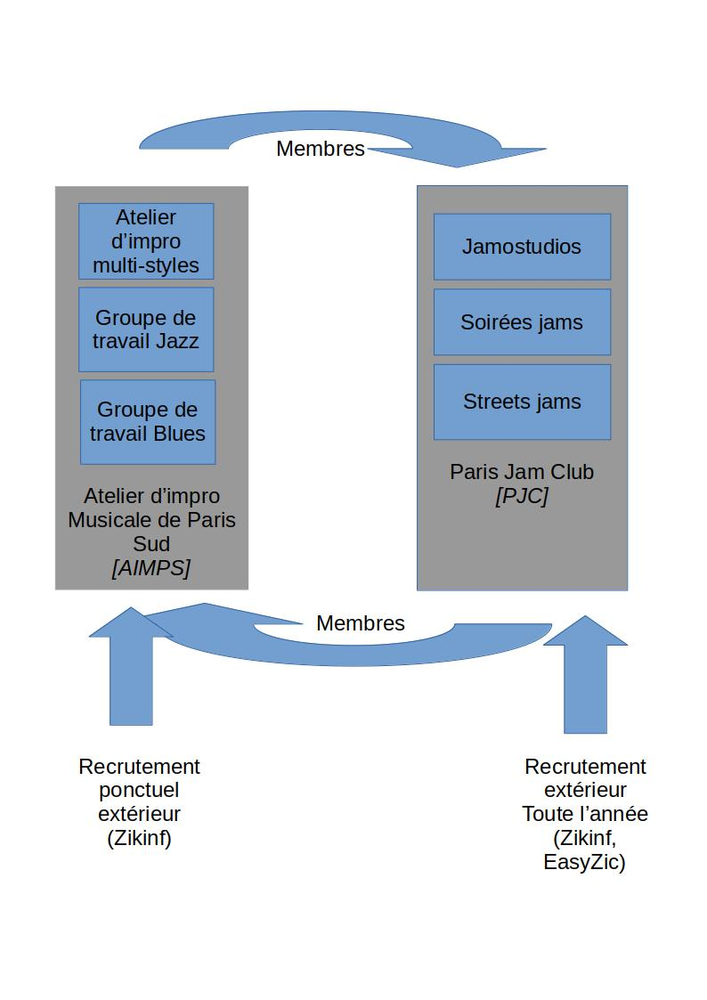 Membres
Atelier
d’impro
multi-styles
Groupe de
travail Jazz
Groupe de
travail Blues
Atelier d’impro
Musicale de Paris
Sud
[AIMPS]
Jamostudios
Soirées jams
Streets jams
Paris Jam Club
[PJC]
Membres
Recrutement
ponctuel
extérieur
(Zikinf)
Recrutement
extérieur
Toute l’année
(Zikinf,
EasyZic)